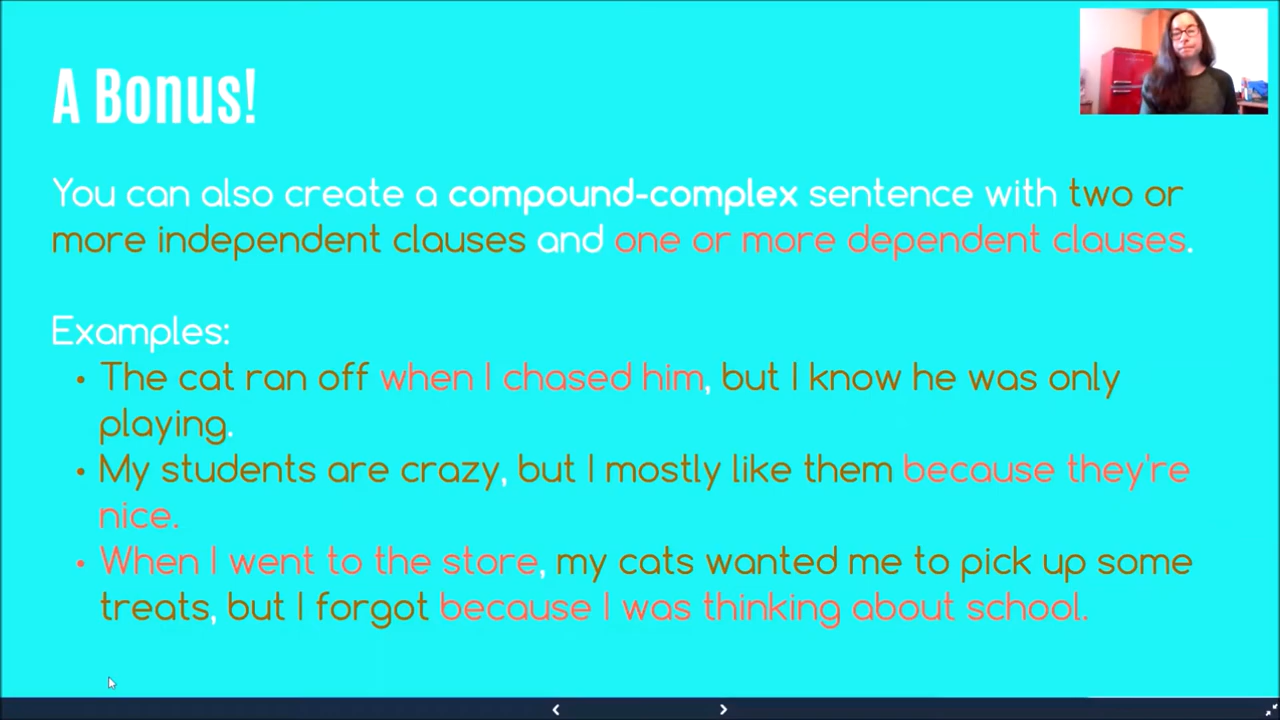 A Bonus!
You can also create a compound-complex sentence with two or
more independent clauses and one or more dependent clauses.
Examples:
• The cat ran off when I chased him, but I know he was only
playing.
• My students are crazy, but I mostly like them because they're
nice.
• When I went to the store, my cats wanted me to pick up some
treats, but I forgot because I was thinking about school.